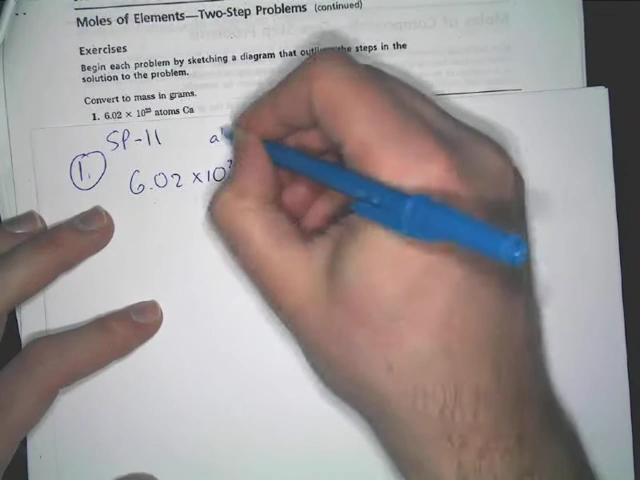 Moles of Elements—Two-Step Problems (continued)
Exercises
Begin each problem by sketching a diagram that outlines the steps in the
solution to the problem.
Convert to mass in grams.
1. 6.02 × 10²³ atoms Ca
SP-11
1. 6.02 × 10²